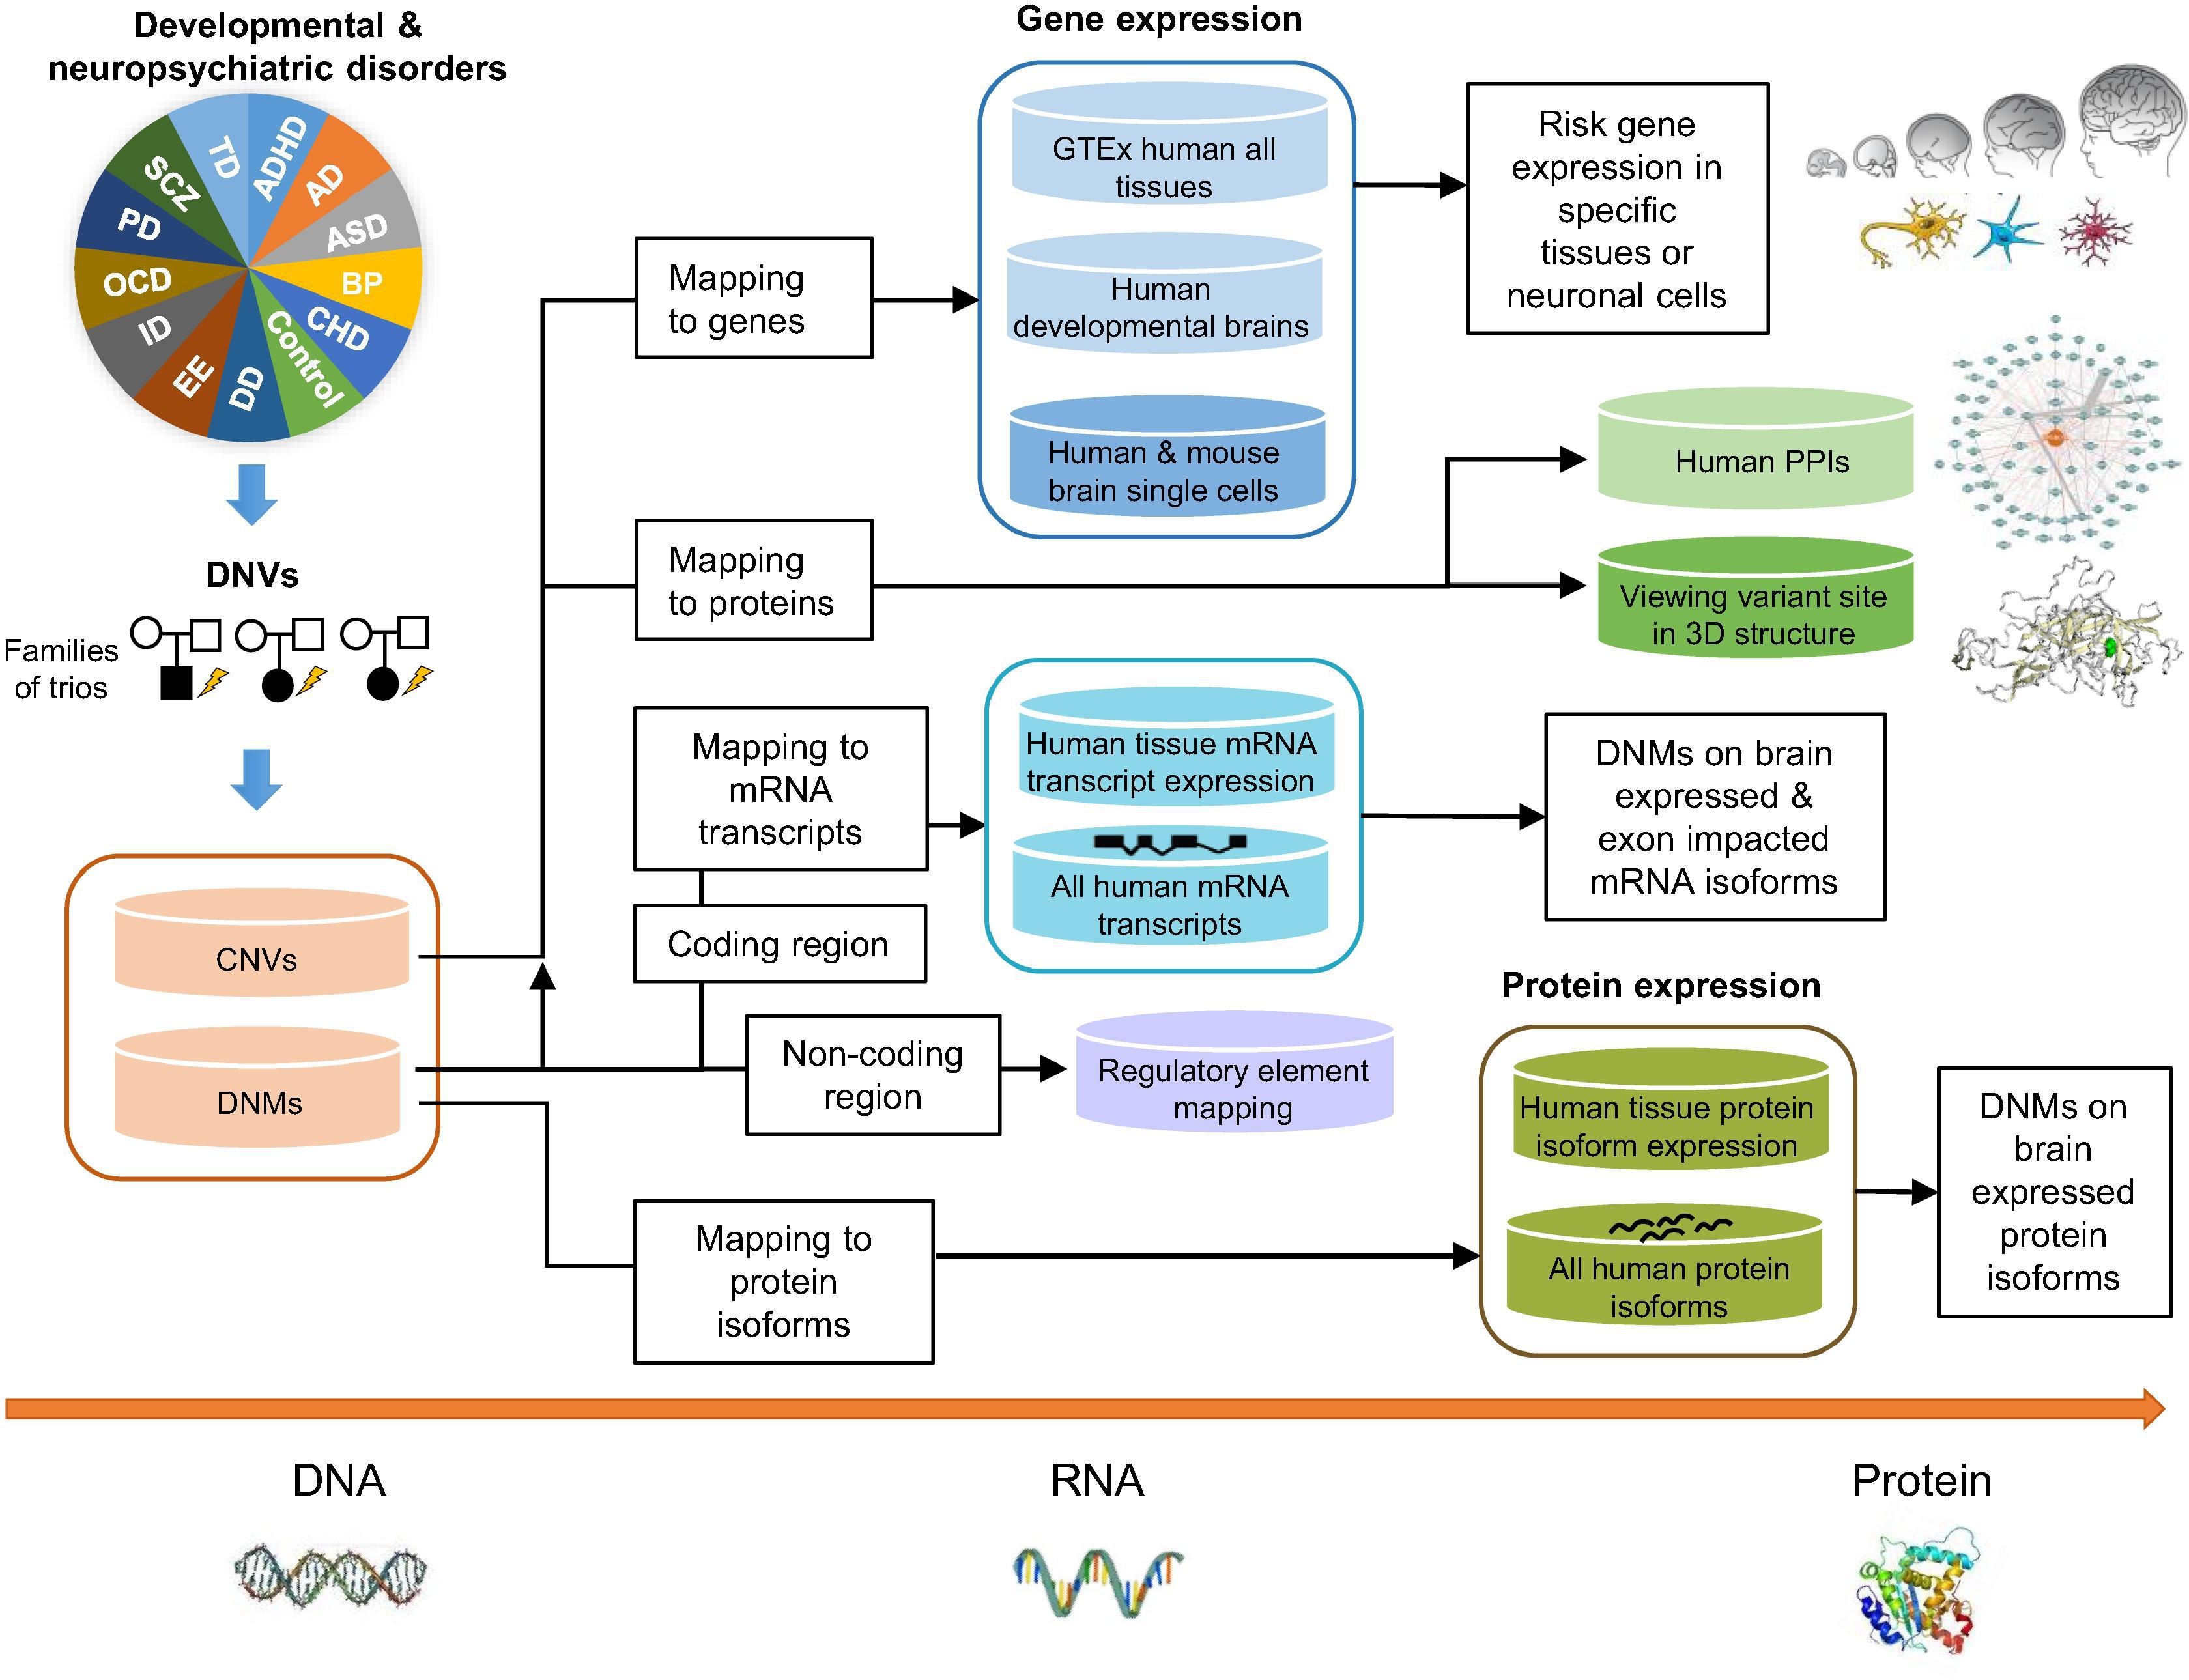 Developmental &
neuropsychiatric disorders
TD
ADHD
AD
ASD
BP
CHD
Control
DD
EE
ID
OCD
PD
SCZ
DNVs
Families
of trios
CNVs
DNMs
Mapping
to genes
Mapping
to proteins
Mapping to
mRNA
transcripts
Coding region
Non-coding
region
Mapping to
protein
isoforms
Gene expression
GTEx human all
tissues
Human
developmental brains
Human & mouse
brain single cells
Risk gene
expression in
specific
tissues or
neuronal cells
Human PPIs
Viewing variant site
in 3D structure
Human tissue mRNA
transcript expression
All human mRNA
transcripts
DNMs on brain
expressed &
exon impacted
mRNA isoforms
Regulatory element
mapping
Protein expression
Human tissue protein
isoform expression
All human protein
isoforms
DNMs on
brain
expressed
protein
isoforms
DNA
RNA
Protein